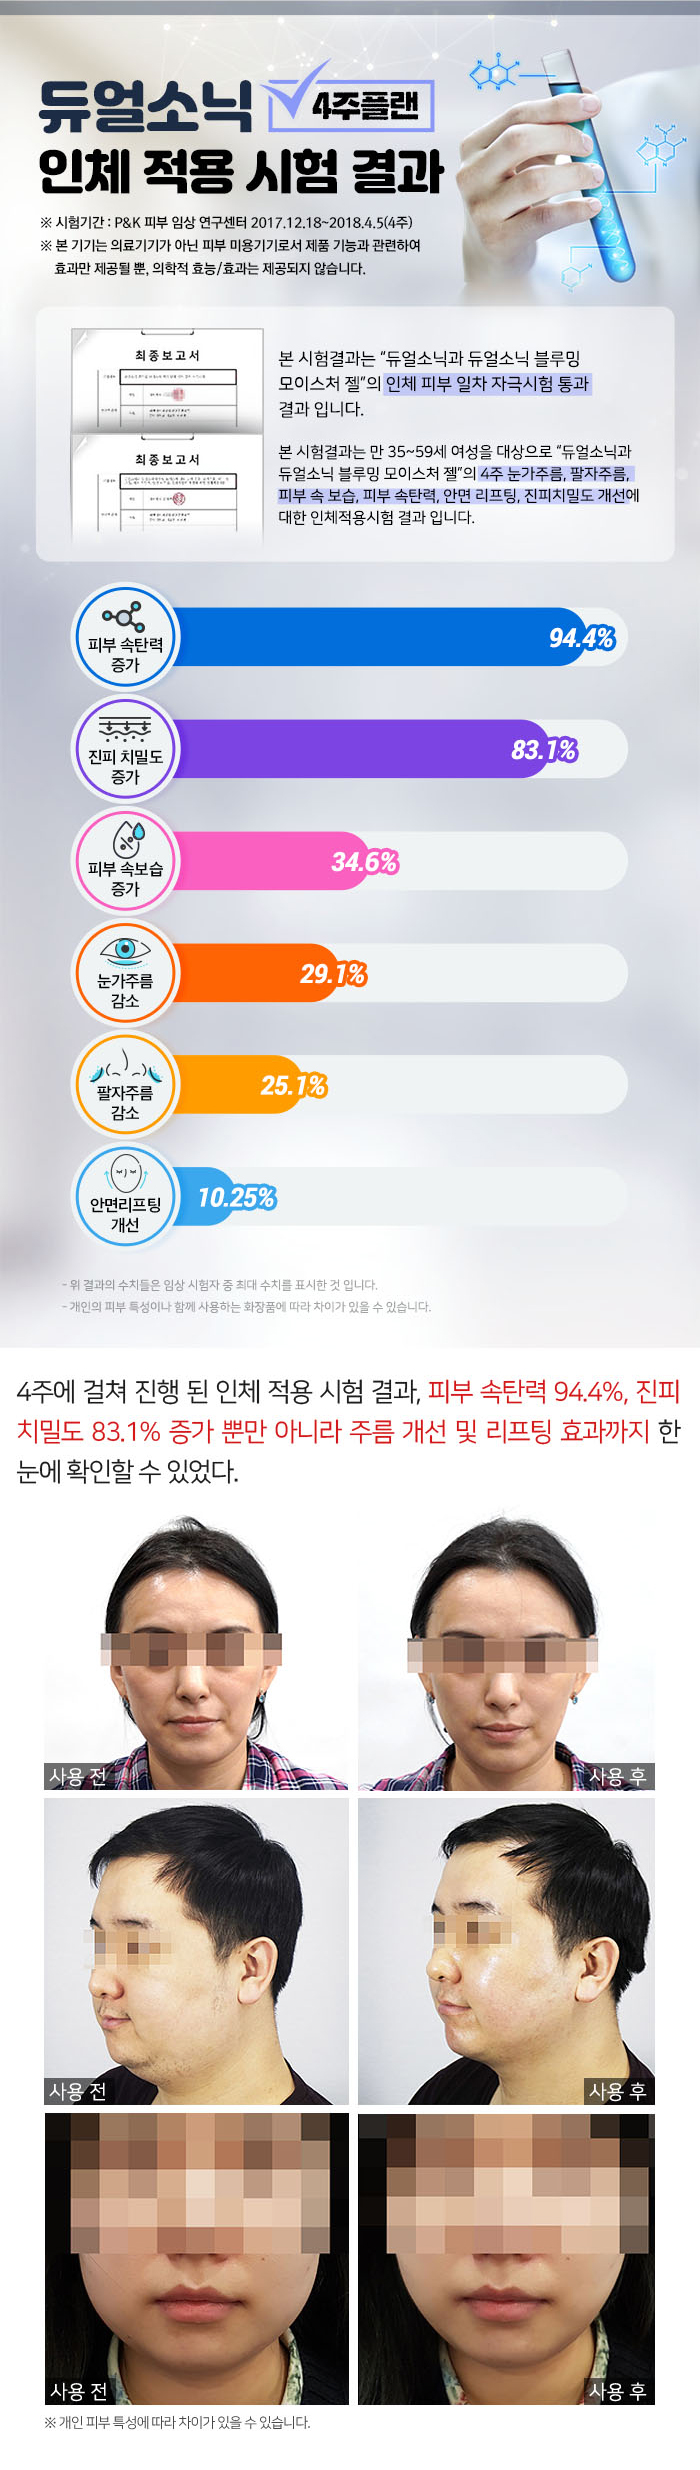 듀얼소닉 4주플랜
인체 적용 시험 결과
※ 시험기간 : P&K 피부 임상 연구센터 2017.12.18~2018.4.5(4주)
※ 본 기기는 의료기기가 아닌 피부 미용기기로서 제품 기능과 관련하여
효과만 제공될 뿐, 의학적 효능/효과는 제공되지 않습니다.
최종보고서
최종보고서
본 시험결과는 “듀얼소닉과 듀얼소닉 블루밍
모이스처 젤”의 인체 피부 일차 자극시험 통과
결과 입니다.
본 시험결과는 만 35~59세 여성을 대상으로 “듀얼소닉과
듀얼소닉 블루밍 모이스처 젤”의 4주 눈가주름, 팔자주름,
피부 속 보습, 피부 속탄력, 안면 리프팅, 진피치밀도 개선에
대한 인체적용시험 결과 입니다.
피부 속탄력
증가
94.4%
진피 치밀도
증가
83.1%
피부 속보습
증가
34.6%
눈가주름
감소
29.1%
팔자주름
감소
25.1%
안면리프팅
개선
10.25%
- 위 결과의 수치들은 임상 시험자 중 최대 수치를 표시한 것 입니다.
- 개인의 피부 특성이나 함께 사용하는 화장품에 따라 차이가 있을 수 있습니다.
4주에 걸쳐 진행 된 인체 적용 시험 결과, 피부 속탄력 94.4%, 진피
치밀도 83.1% 증가 뿐만 아니라 주름 개선 및 리프팅 효과까지 한
눈에 확인할 수 있었다.
사용 전
사용 후
사용 전
사용 후
사용 전
사용 후
※ 개인 피부 특성에 따라 차이가 있을 수 있습니다.